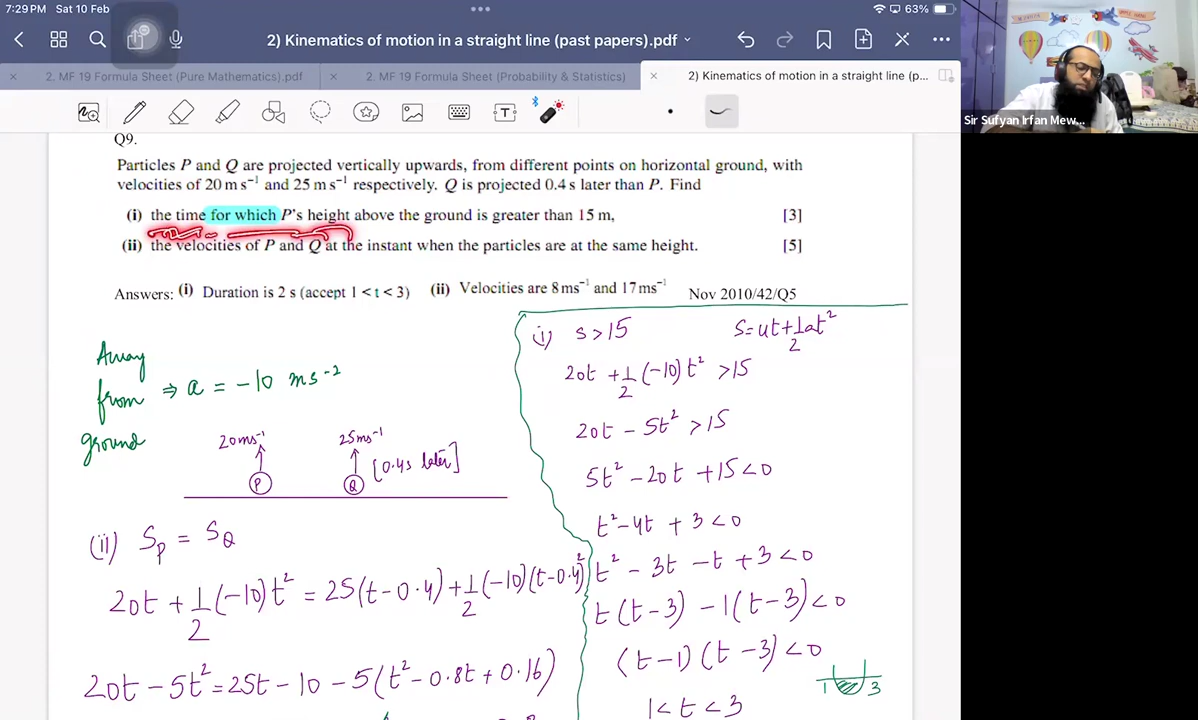 7:29 PM Sat 10 Feb
63%
2) Kinematics of motion in a straight line (past papers).pdf
2. MF 19 Formula Sheet (Pure Mathematics).pdf
2. MF 19 Formula Sheet (Probability & Statistics)
2) Kinematics of motion in a straight line (p...
Sir Sufyan Irfan Mew...
Q9.
Particles P and Q are projected vertically upwards, from different points on horizontal ground, with
velocities of 20 m s⁻¹ and 25 m s⁻¹ respectively. Q is projected 0.4 s later than P. Find
(i) the time for which P's height above the ground is greater than 15 m, [3]
(ii) the velocities of P and Q at the instant when the particles are at the same height. [5]
Answers: (i) Duration is 2 s (accept 1 < t < 3) (ii) Velocities are 8 ms⁻¹ and 17 ms⁻¹ Nov 2010/42/Q5
Away
from
ground
⇒ a = -10 ms⁻²
20ms⁻¹
25ms⁻¹
[0.4s later]
P
Q
(ii) Sp = SQ
20t + 1/2 (-10)t² = 25(t-0.4) + 1/2 (-10)(t-0.4)²
20t - 5t² = 25t - 10 - 5(t² - 0.8t + 0.16)
(i) s > 15
s = ut + 1/2 at²
20t + 1/2 (-10)t² > 15
20t - 5t² > 15
5t² - 20t + 15 < 0
t² - 4t + 3 < 0
t² - 3t - t + 3 < 0
t(t-3) - 1(t-3) < 0
(t-1)(t-3) < 0
1 3
1 < t < 3